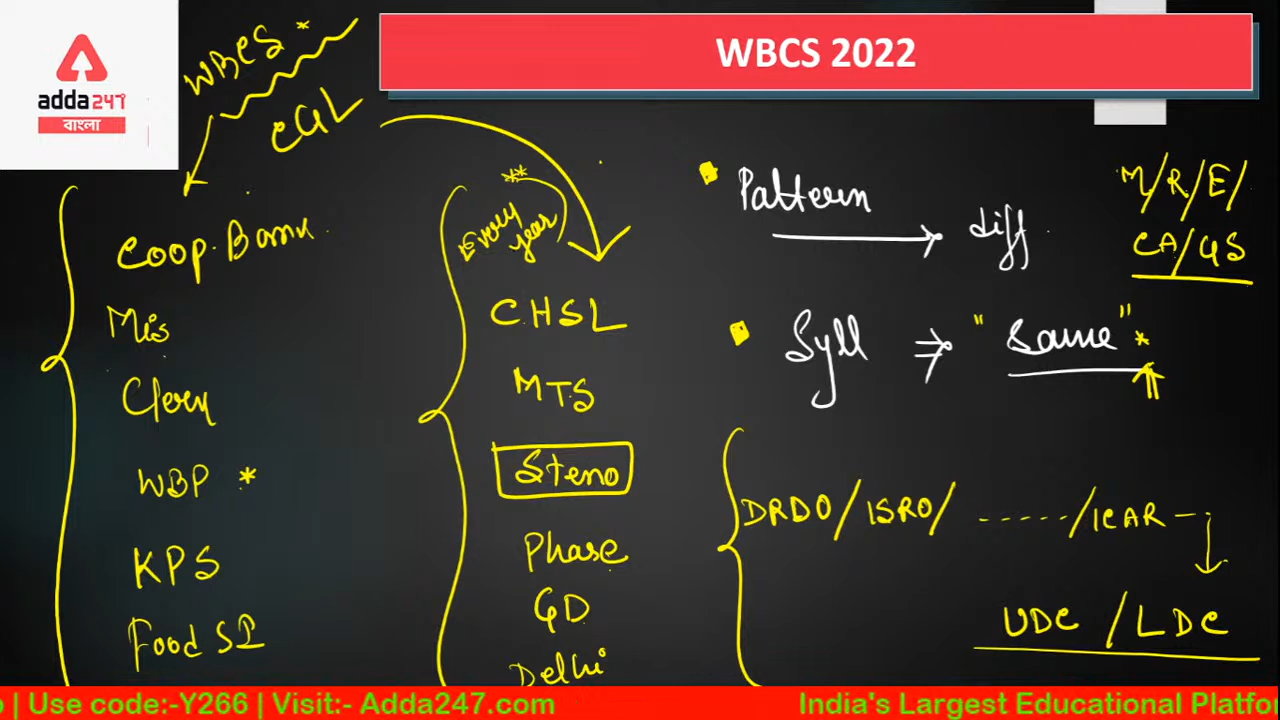 adda247
বাংলা
WBCS 2022
WBCS *
CGL
Coop. Bank
Mis
Clerk
WBP *
KPS
Food SI
**
Every
year
CHSL
MTS
Steno
Phase
GD
Delhi
Pattern → diff
M/R/E/
CA/GS
Syll ⇒ "Same" *
DRDO/ISRO/ ...... /ICAR
UDC / LDC
| Use code:-Y266 | Visit:- Adda247.com
India's Largest Educational Platfo